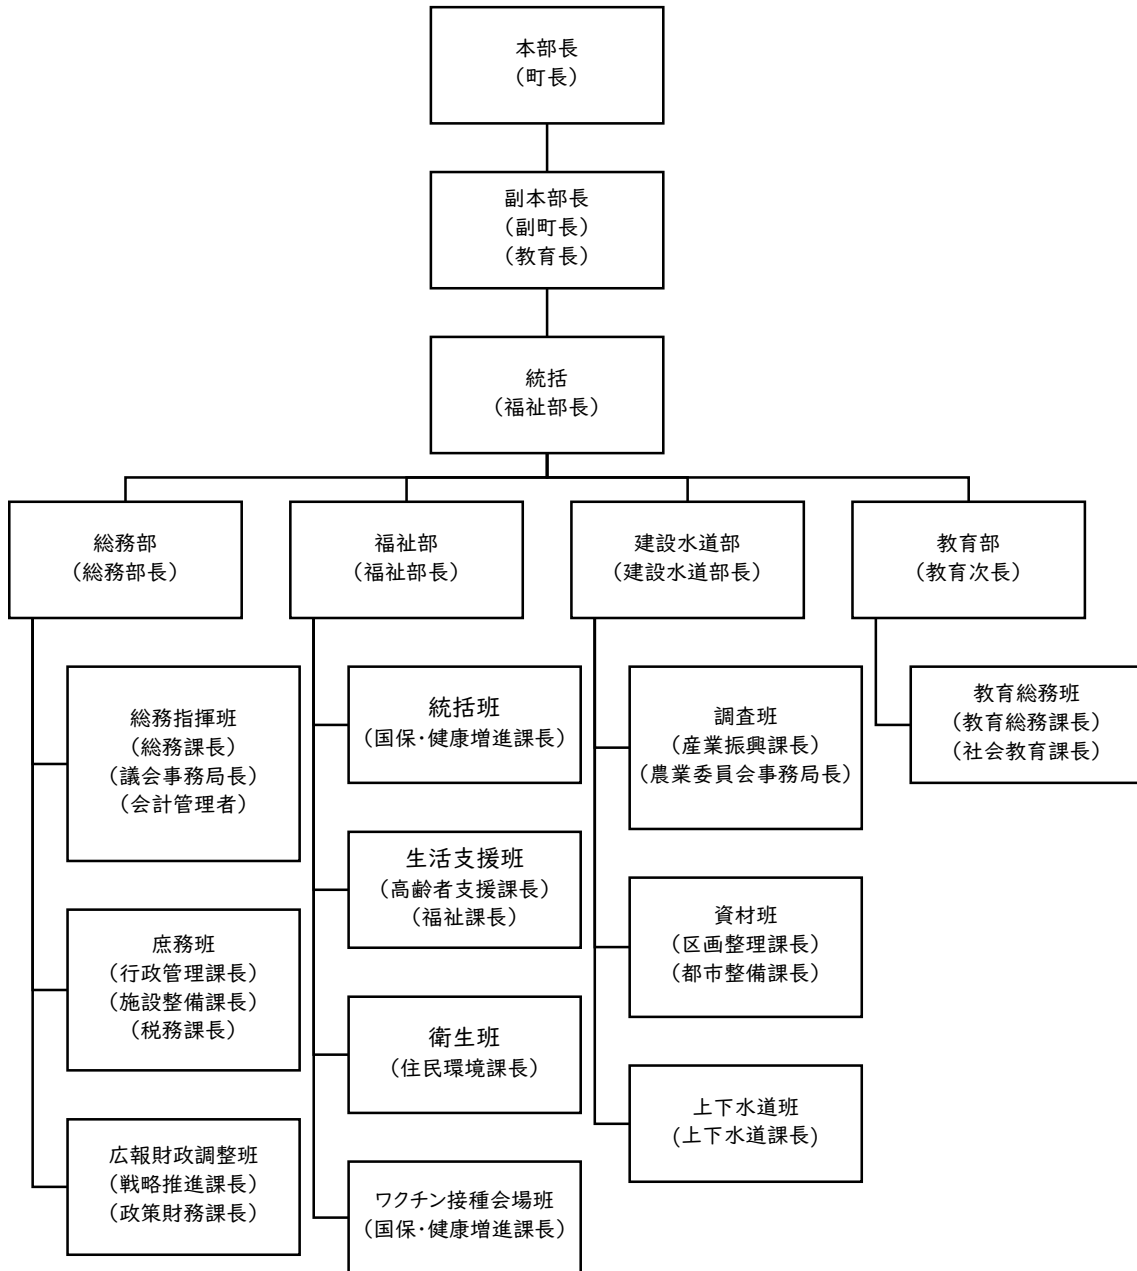 本部長
(町長)
副本部長
(副町長)
(教育長)
統括
(福祉部長)
総務部
(総務部長)
福祉部
(福祉部長)
建設水道部
(建設水道部長)
教育部
(教育次長)
総務指揮班
(総務課長)
(議会事務局長)
(会計管理者)
庶務班
(行政管理課長)
(施設整備課長)
(税務課長)
広報財政調整班
(戦略推進課長)
(政策財務課長)
統括班
(国保・健康増進課長)
生活支援班
(高齢者支援課長)
(福祉課長)
衛生班
(住民環境課長)
ワクチン接種会場班
(国保・健康増進課長)
調査班
(産業振興課長)
(農業委員会事務局長)
資材班
(区画整理課長)
(都市整備課長)
上下水道班
(上下水道課長)
教育総務班
(教育総務課長)
(社会教育課長)